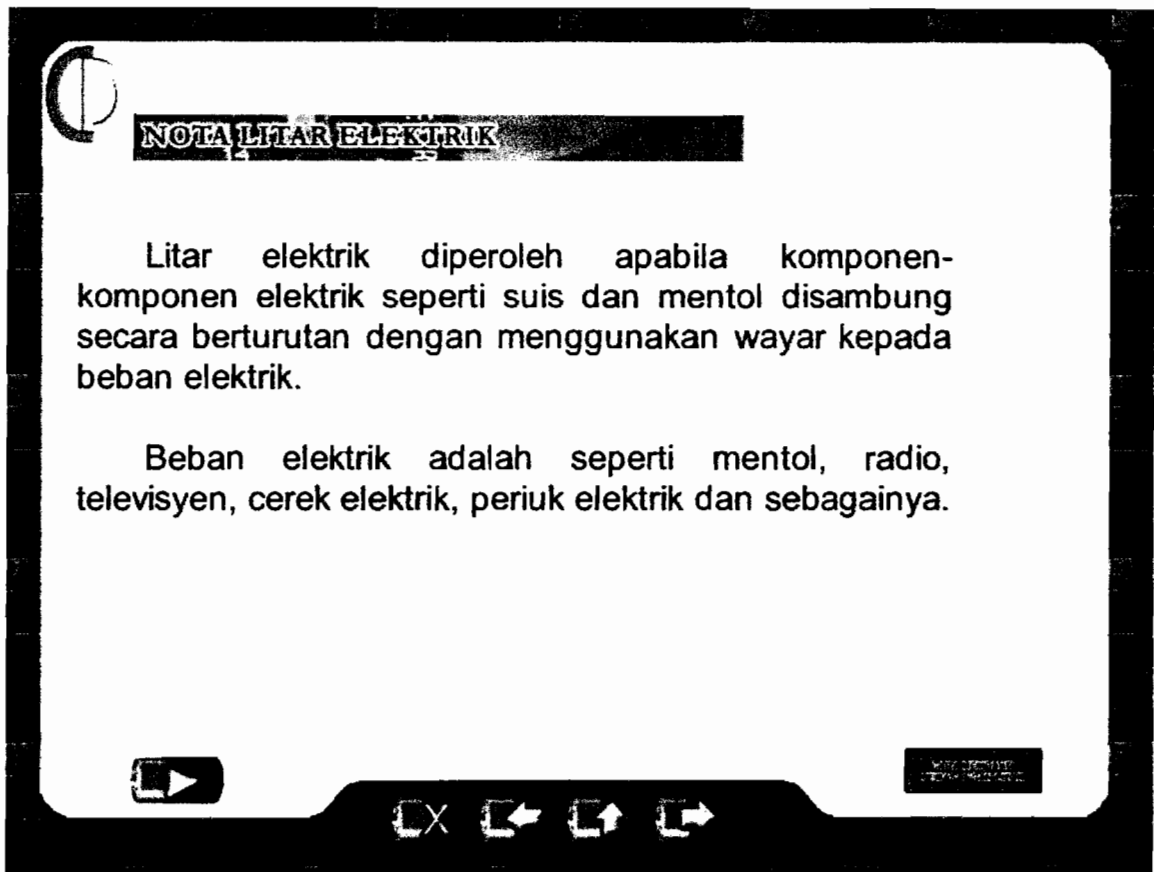 NOTA LITAR ELEKTRIK
Litar elektrik diperoleh apabila komponen-
komponen elektrik seperti suis dan mentol disambung
secara berturutan dengan menggunakan wayar kepada
beban elektrik.
Beban elektrik adalah seperti mentol, radio,
televisyen, cerek elektrik, periuk elektrik dan sebagainya.